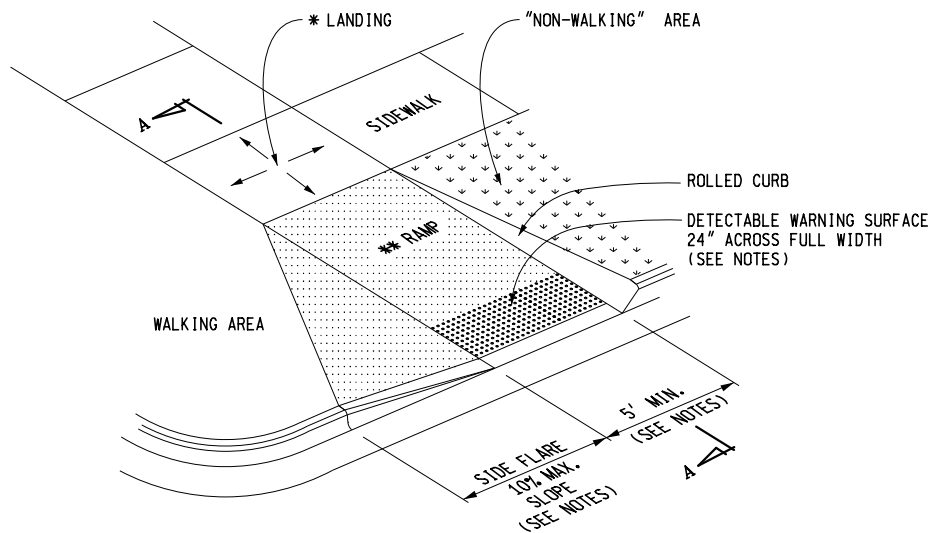 * LANDING
"NON-WALKING" AREA
A
SIDEWALK
ROLLED CURB
** RAMP
DETECTABLE WARNING SURFACE
24" ACROSS FULL WIDTH
(SEE NOTES)
WALKING AREA
5' MIN.
(SEE NOTES)
SIDE FLARE
10% MAX.
SLOPE
(SEE NOTES)
A